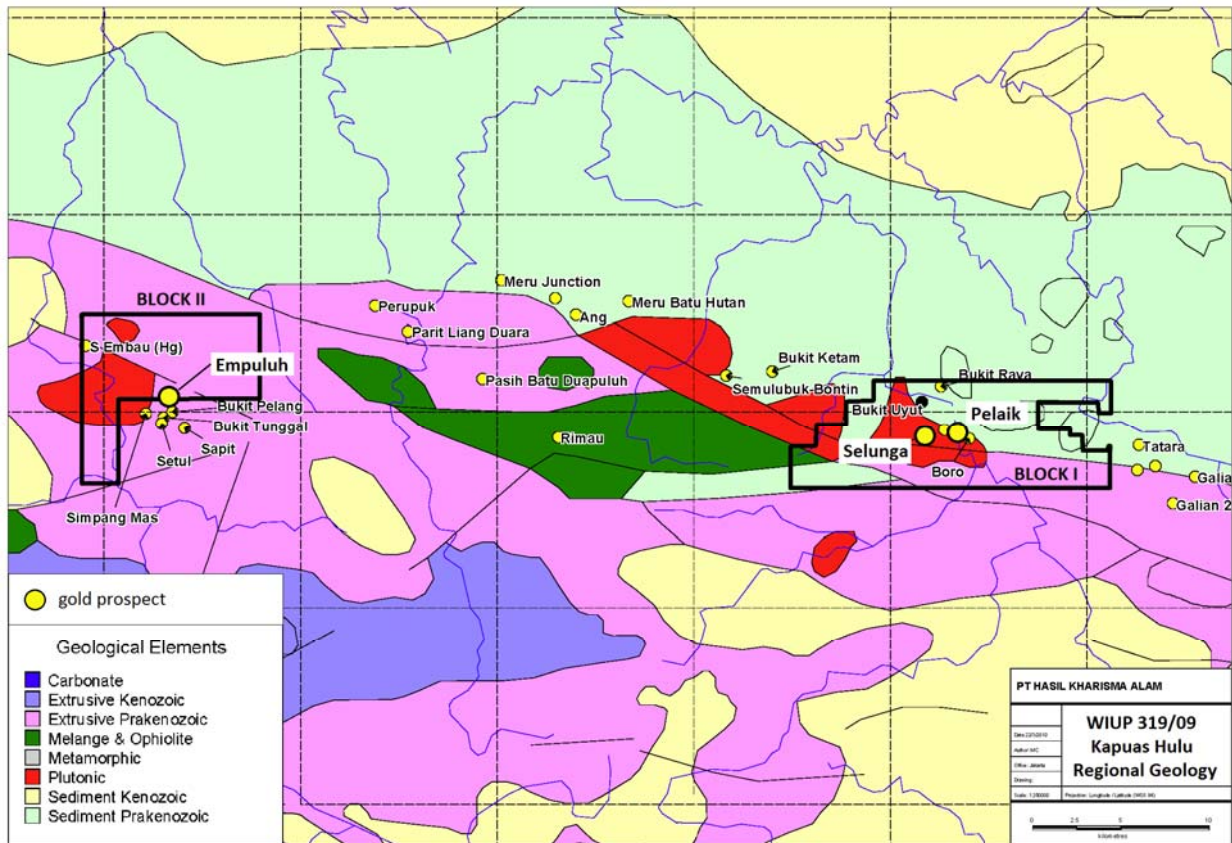 Meru Junction
BLOCK II
Perupuk
Meru Batu Hutan
Ang
Parit Liang Duara
S Embau (Hg)
Empuluh
Bukit Ketam
Pasih Batu Duapuluh
Semulubuk-Bontin
Bukit Raya
Bukit Pelang
Bukit Uyut
Pelaik
Bukit Tunggal
Rimau
Sapit
Selunga
Tatara
Setul
Boro
BLOCK I
Galia
Simpang Mas
Galian 2
gold prospect
Geological Elements
Carbonate
Extrusive Kenozoic
Extrusive Prakenozoic
Melange & Ophiolite
Metamorphic
Plutonic
Sediment Kenozoic
Sediment Prakenozoic
PT HASIL KHARISMA ALAM
WIUP 319/09
Kapuas Hulu
Regional Geology
Office: Jakarta
Drawing:
0 2.5 5 10
kilometres